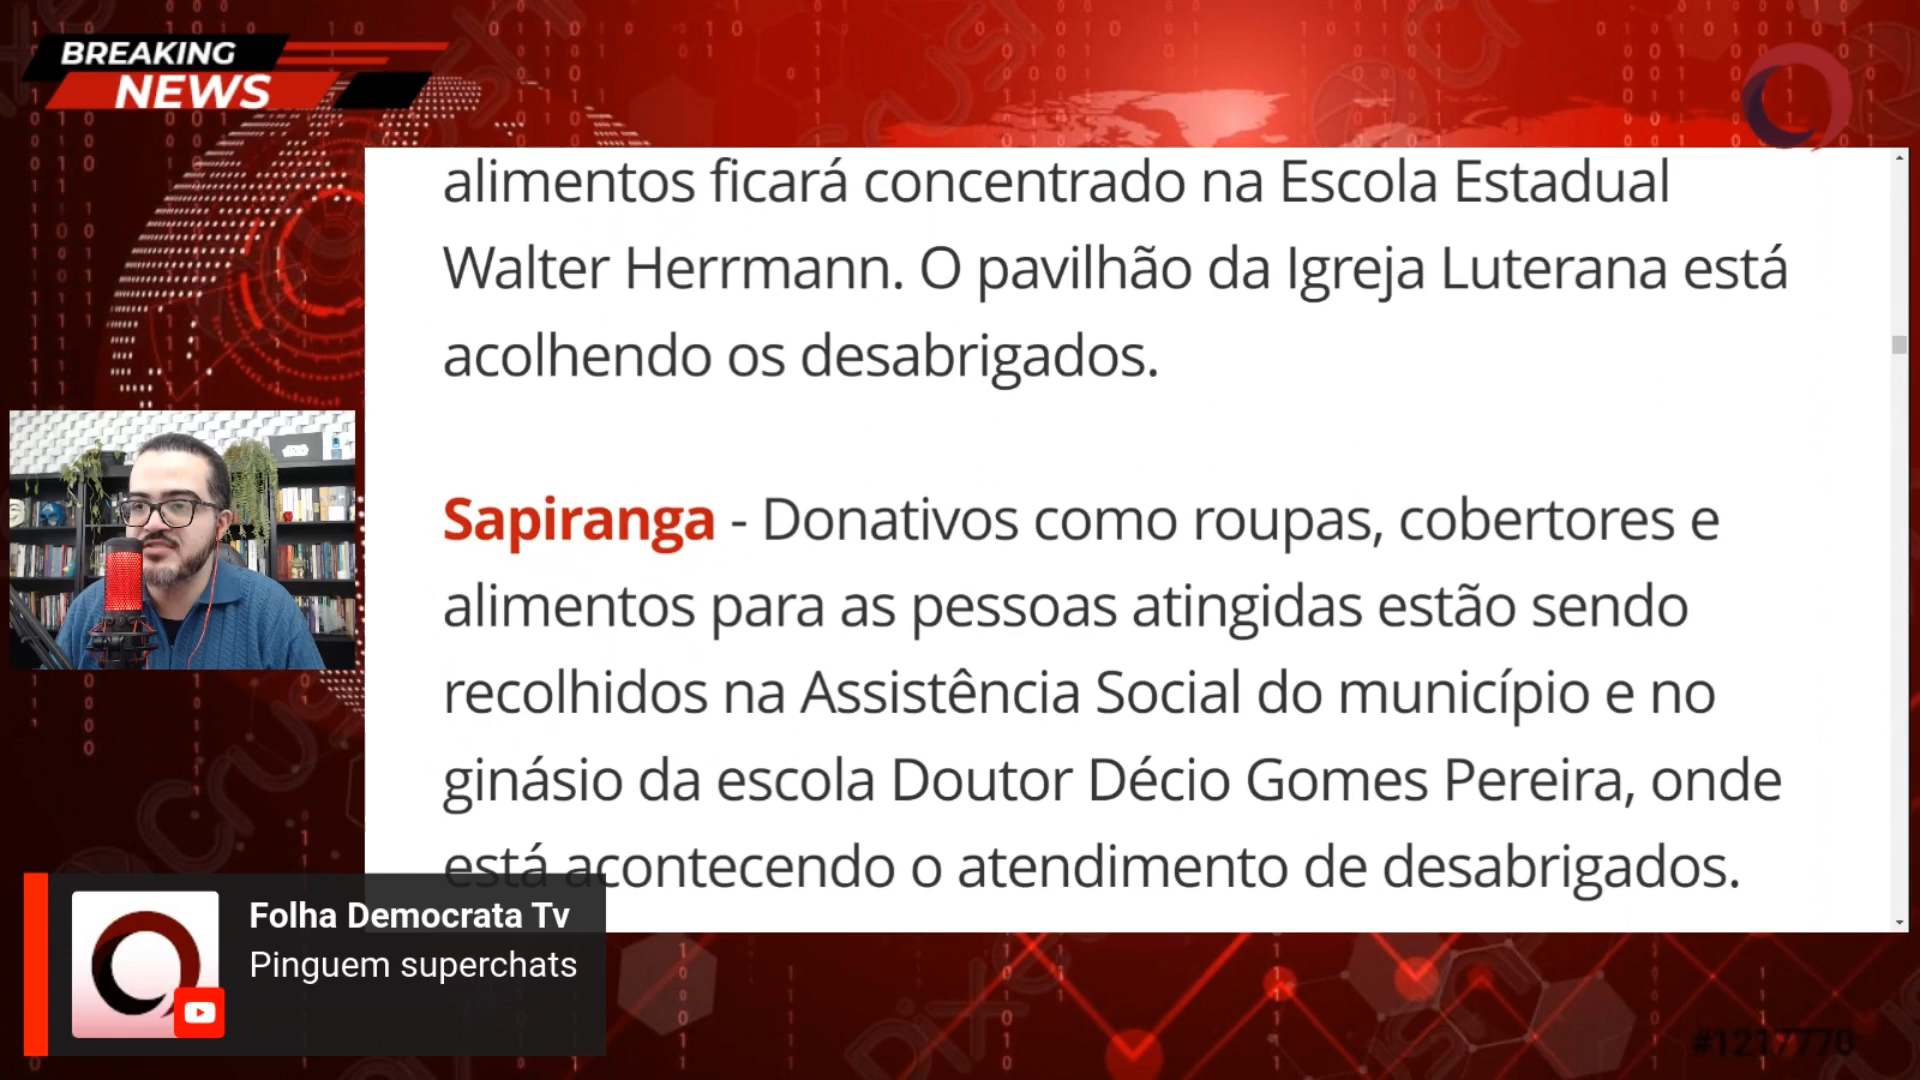 BREAKING
NEWS
alimentos ficará concentrado na Escola Estadual
Walter Herrmann. O pavilhão da Igreja Luterana está
acolhendo os desabrigados.
Sapiranga - Donativos como roupas, cobertores e
alimentos para as pessoas atingidas estão sendo
recolhidos na Assistência Social do município e no
ginásio da escola Doutor Décio Gomes Pereira, onde
está acontecendo o atendimento de desabrigados.
Folha Democrata Tv
Pinguem superchats
#1217770